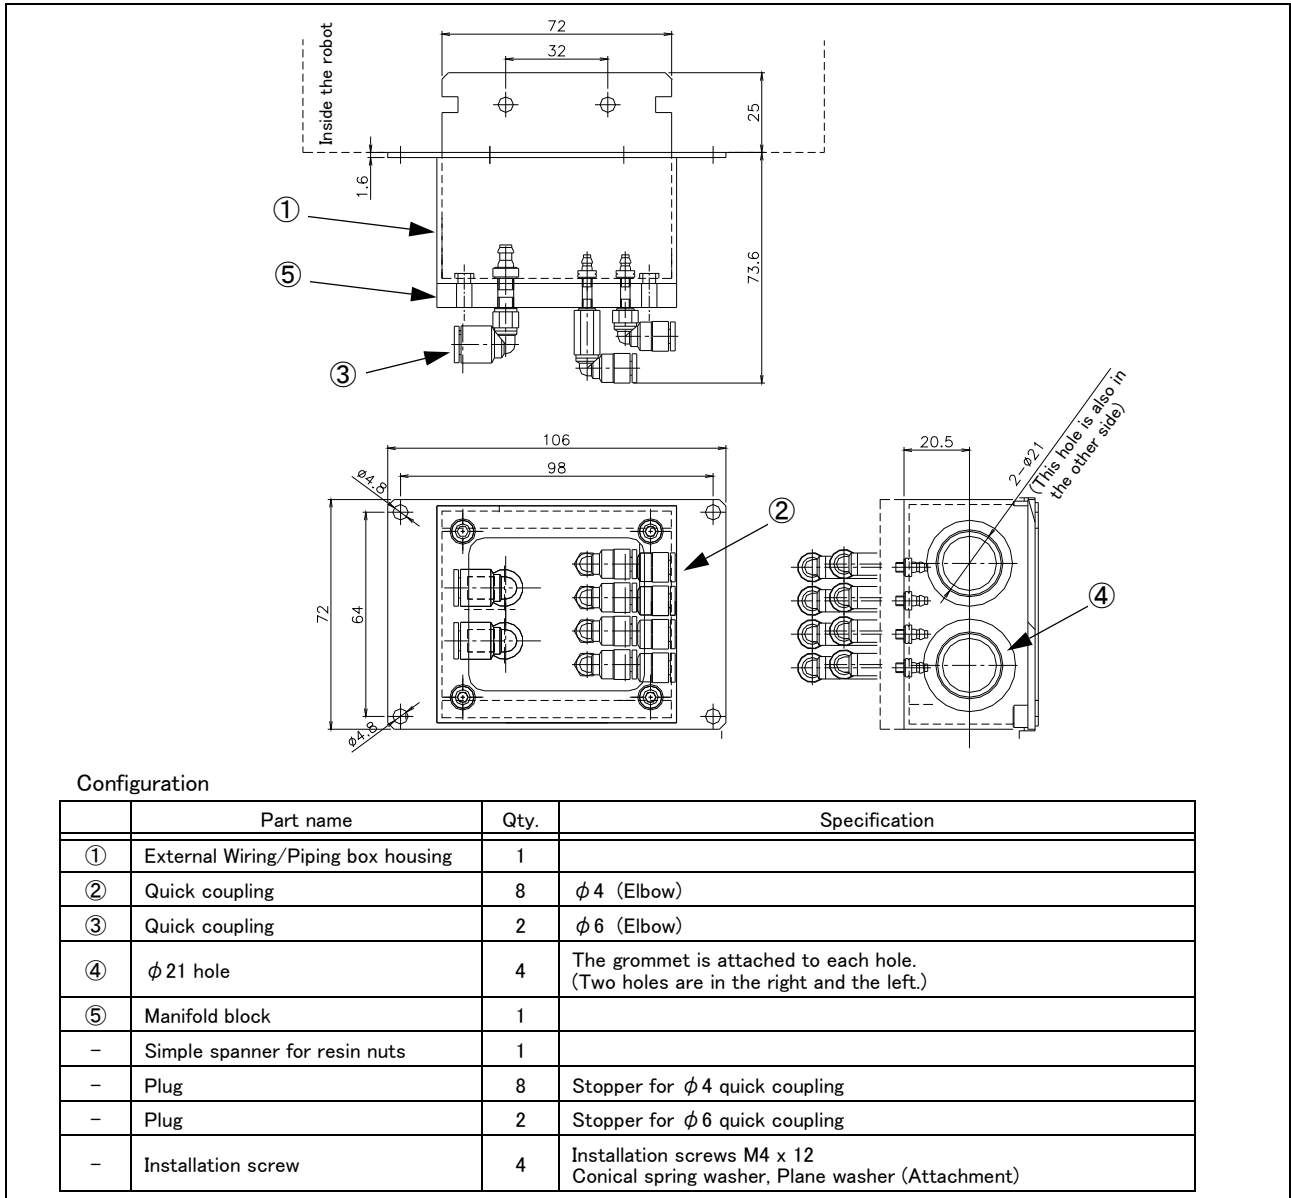 72
32
Inside the robot
25
1.6
①
73.6
⑤
③
106
98
φ4.8
②
72
64
φ4.8
20.5
2-φ21
(This hole is also in
the other side)
④
Configuration
Part name Qty. Specification
① External Wiring/Piping box housing 1
② Quick coupling 8 φ4 (Elbow)
③ Quick coupling 2 φ6 (Elbow)
④ φ21 hole 4 The grommet is attached to each hole.
(Two holes are in the right and the left.)
⑤ Manifold block 1
- Simple spanner for resin nuts 1
- Plug 8 Stopper for φ4 quick coupling
- Plug 2 Stopper for φ6 quick coupling
- Installation screw 4 Installation screws M4 x 12
Conical spring washer, Plane washer (Attachment)